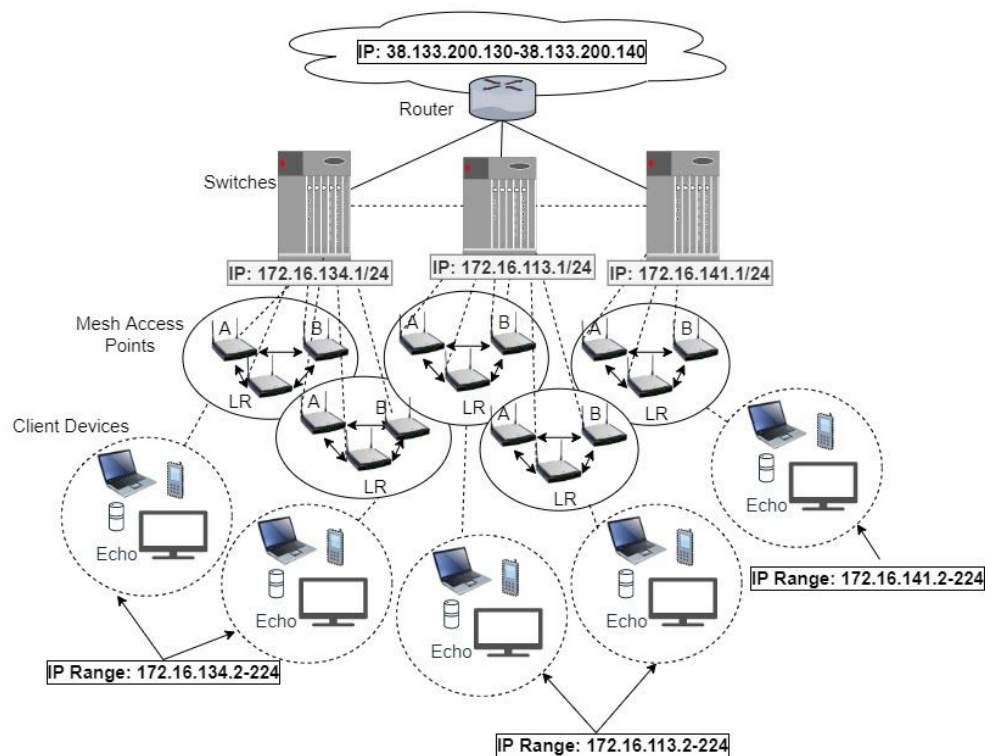 IP: 38.133.200.130-38.133.200.140
Router
Switches
IP: 172.16.134.1/24
IP: 172.16.113.1/24
IP: 172.16.141.1/24
Mesh Access
Points
A
B
LR
A
B
LR
A
B
LR
A
B
LR
A
B
LR
Client Devices
Echo
Echo
Echo
Echo
Echo
IP Range: 172.16.141.2-224
IP Range: 172.16.134.2-224
IP Range: 172.16.113.2-224